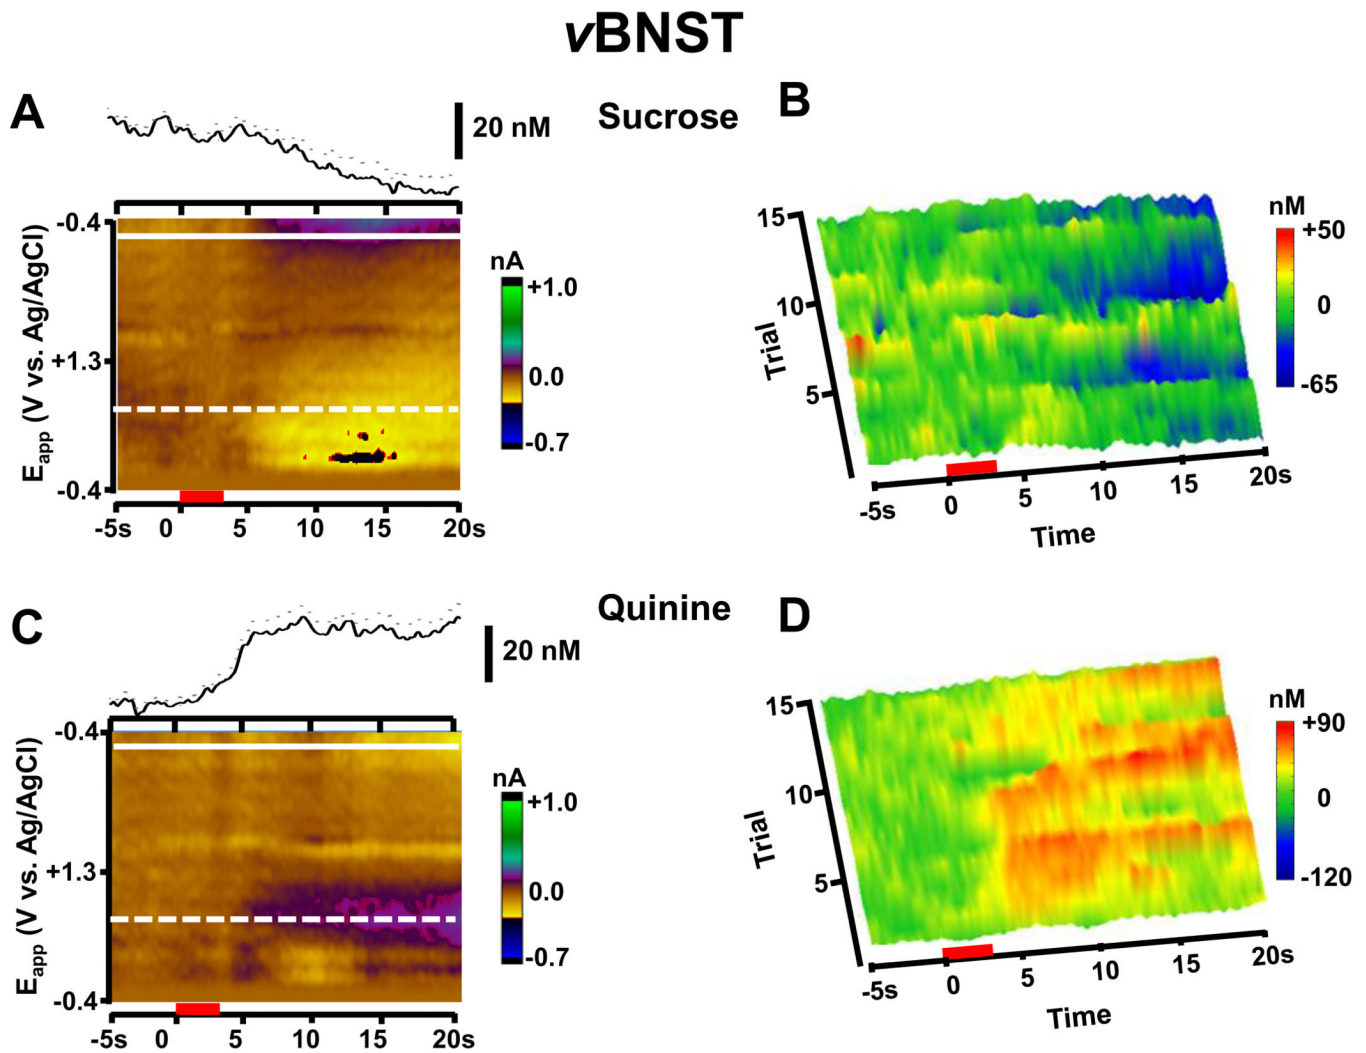 vBNST
A
20 nM
Sucrose
B
-0.4
+1.3
-0.4
Eapp (V vs. Ag/AgCl)
-5s 0 5 10 15 20s
nA
+1.0
0.0
-0.7
15
10
5
Trial
-5s 0 5 10 15 20s
Time
nM
+50
0
-65
C
20 nM
Quinine
D
-0.4
+1.3
-0.4
Eapp (V vs. Ag/AgCl)
-5s 0 5 10 15 20s
nA
+1.0
0.0
-0.7
15
10
5
Trial
-5s 0 5 10 15 20s
Time
nM
+90
0
-120